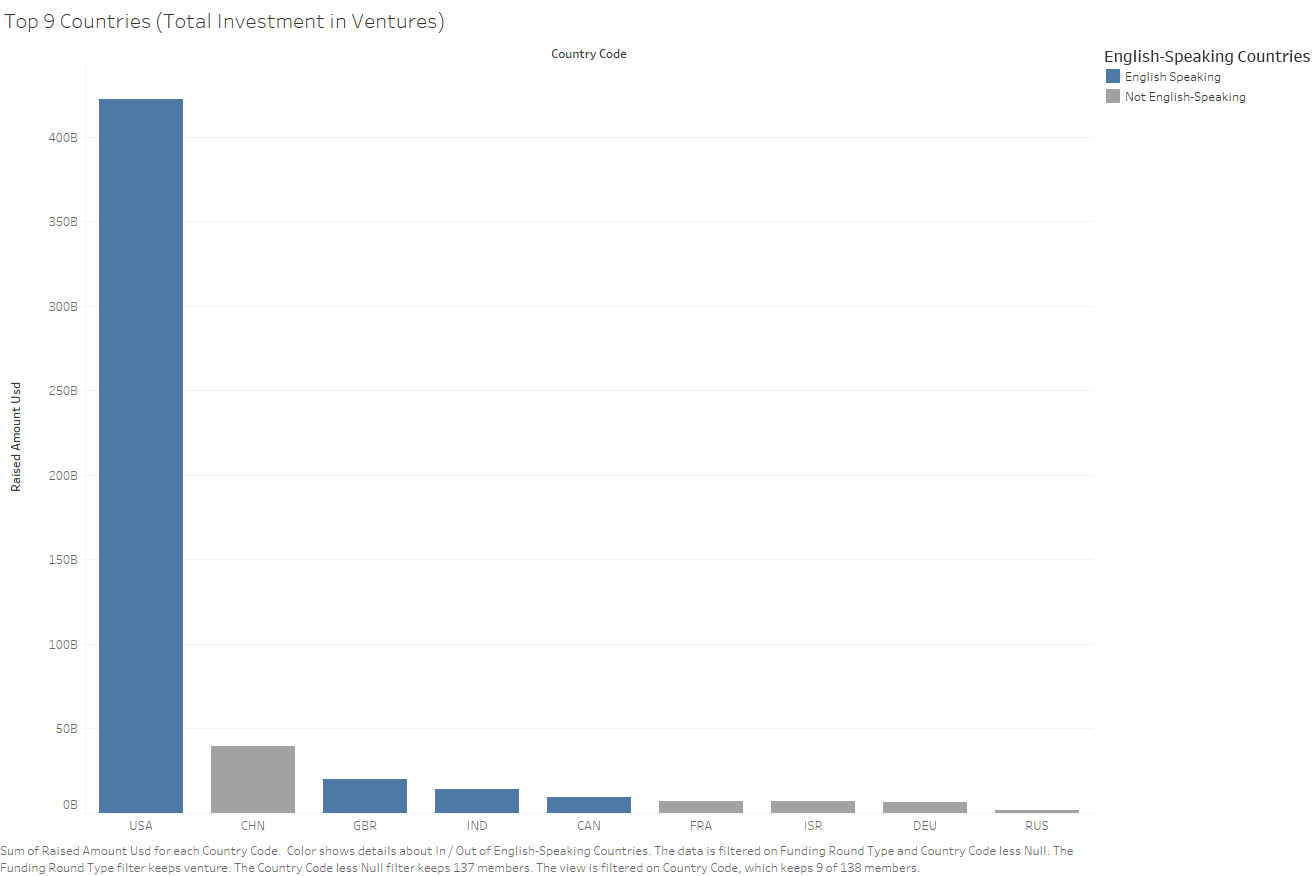 Top 9 Countries (Total Investment in Ventures)
Country Code
English-Speaking Countries
English Speaking
Not English-Speaking
Raised Amount Usd
400B
350B
300B
250B
200B
150B
100B
50B
0B
USA CHN GBR IND CAN FRA ISR DEU RUS
Sum of Raised Amount Usd for each Country Code.  Color shows details about In / Out of English-Speaking Countries. The data is filtered on Funding Round Type and Country Code less Null. The
Funding Round Type filter keeps venture. The Country Code less Null filter keeps 137 members. The view is filtered on Country Code, which keeps 9 of 138 members.